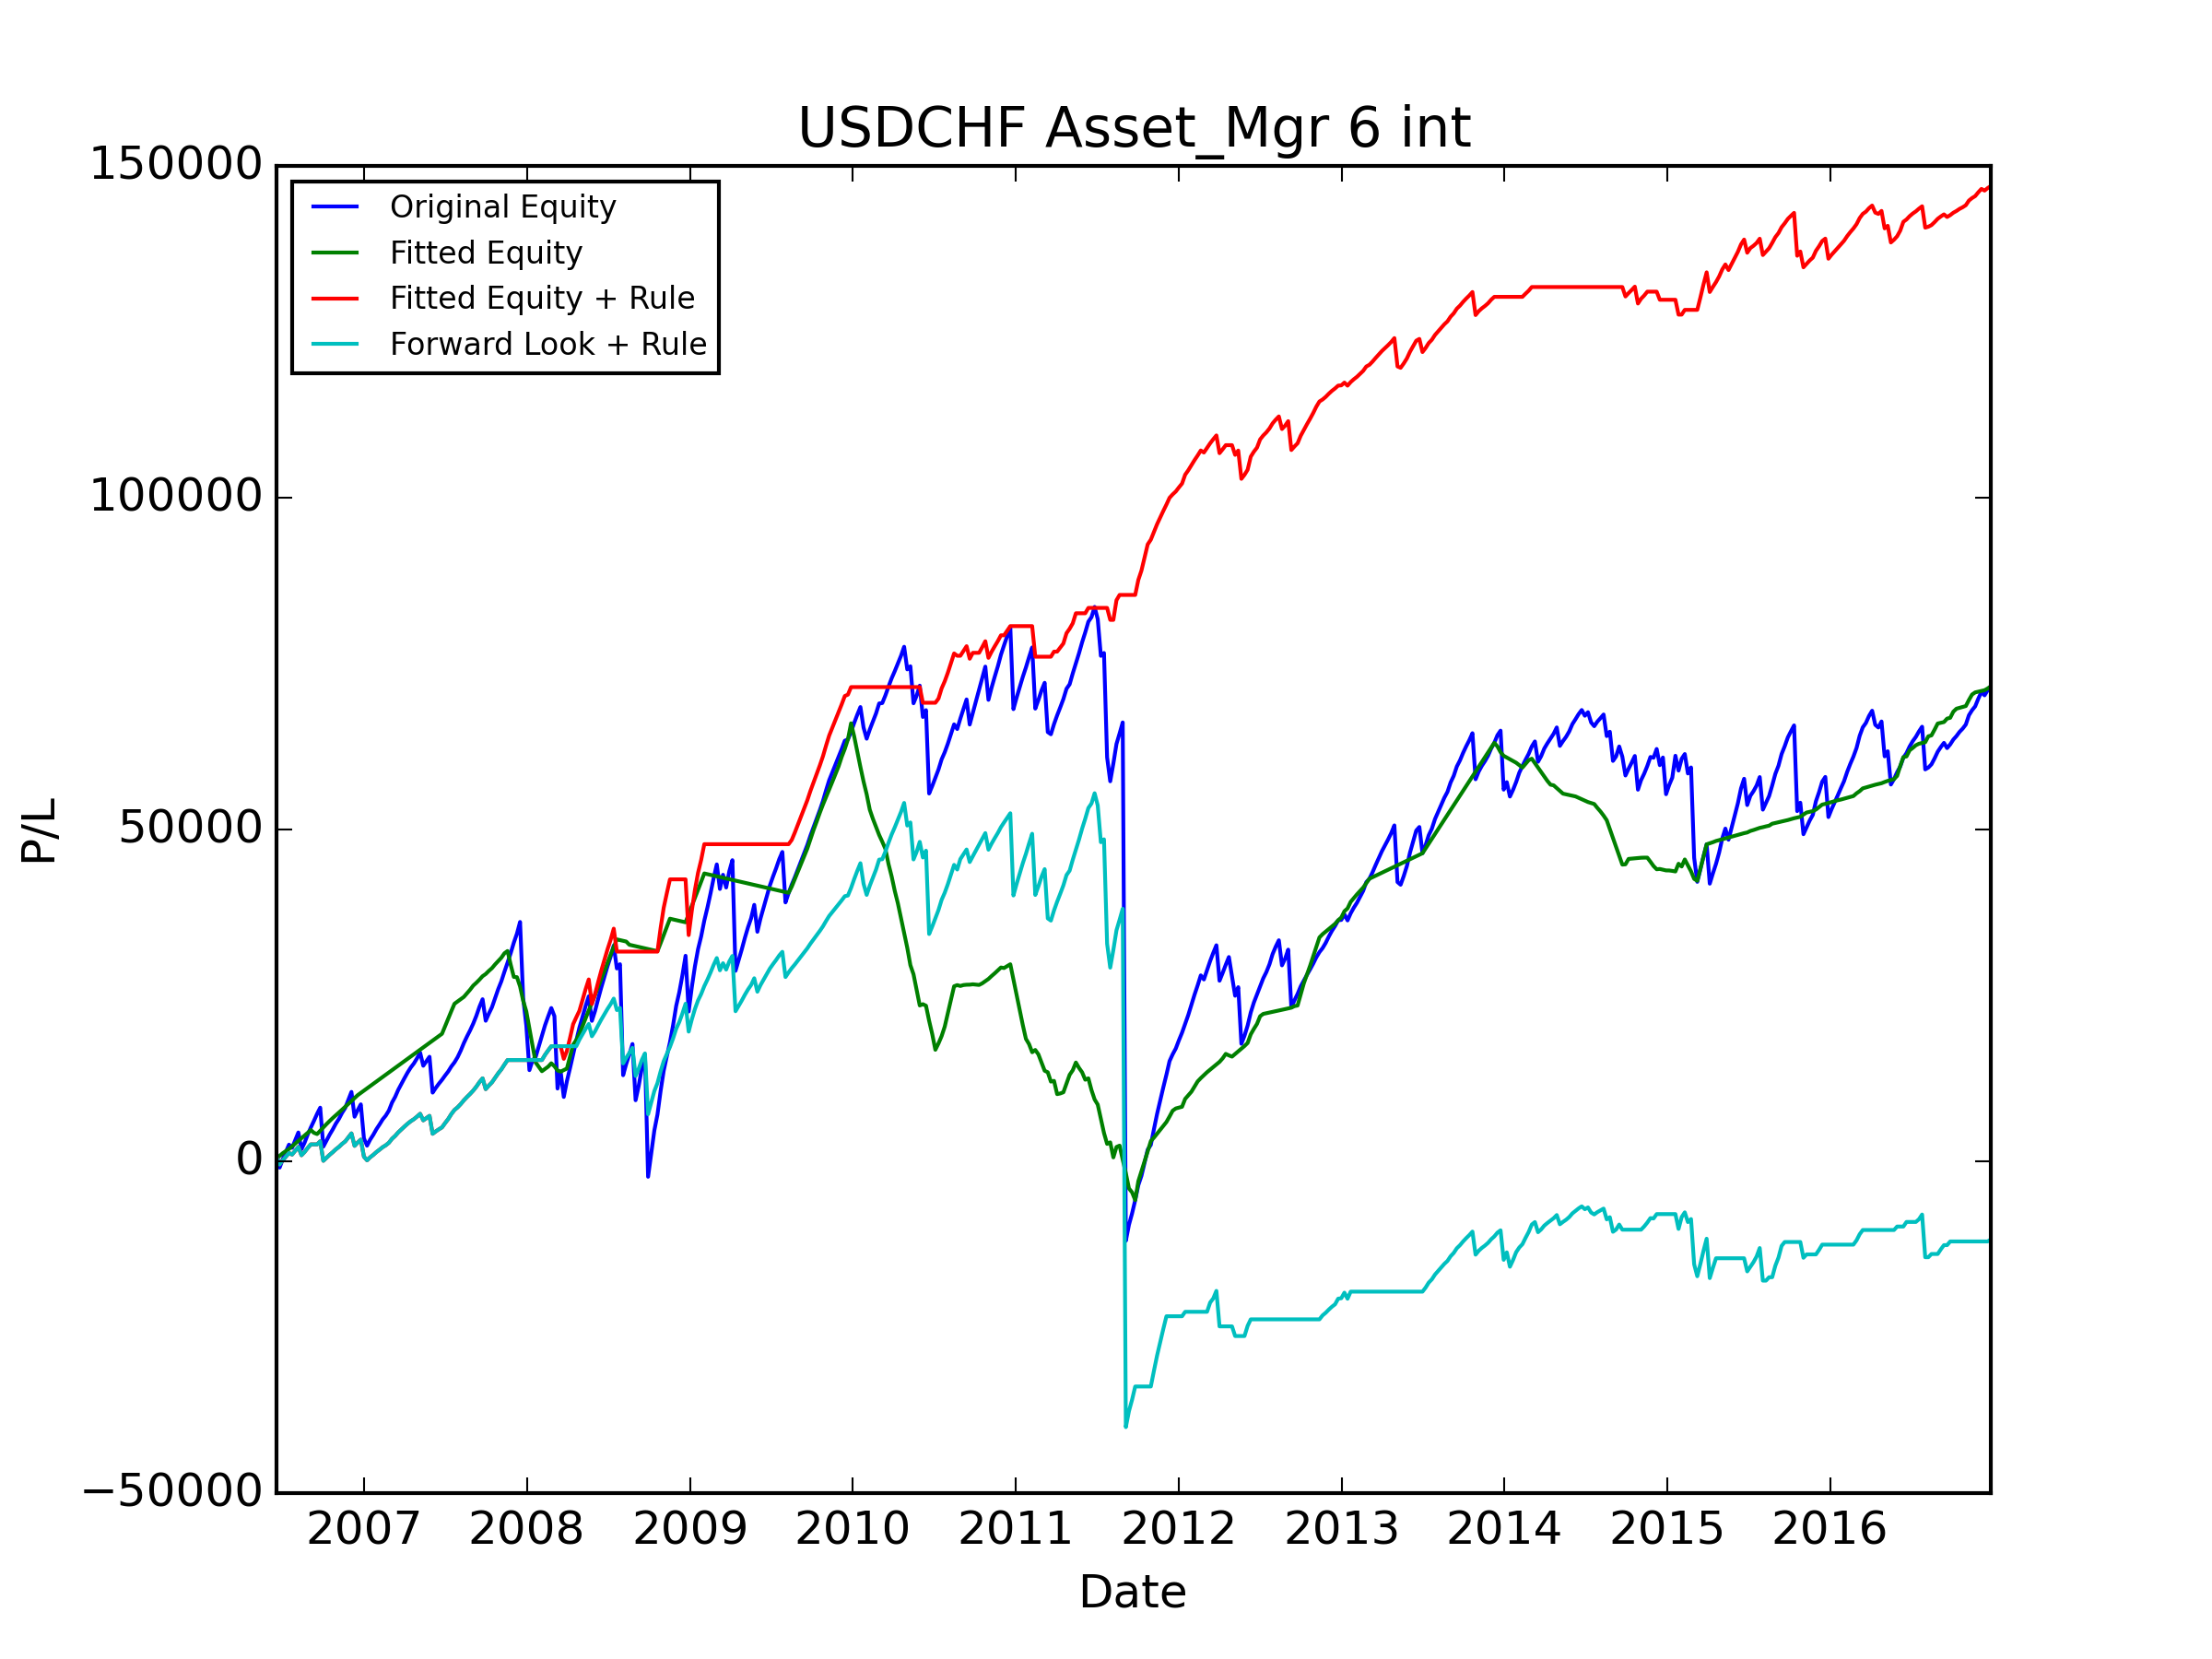 USDCHF Asset_Mgr 6 int
150000
100000
50000
0
−50000
P/L
Original Equity
Fitted Equity
Fitted Equity + Rule
Forward Look + Rule
2007 2008 2009 2010 2011 2012 2013 2014 2015 2016
Date